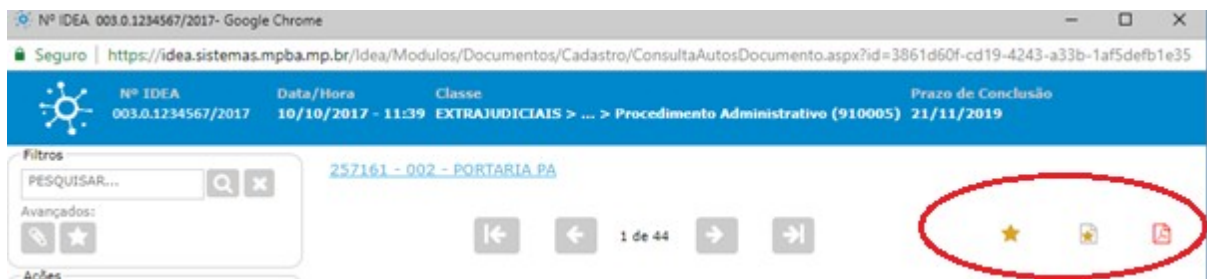 Nº IDEA 003.0.1234567/2017- Google Chrome
Seguro | https://idea.sistemas.mpba.mp.br/Idea/Modulos/Documentos/Cadastro/ConsultaAutosDocumento.aspx?id=3861d60f-cd19-4243-a33b-1af5defb1e35
Nº IDEA Data/Hora Classe Prazo de Conclusão
003.0.1234567/2017 10/10/2017 - 11:39 EXTRAJUDICIAIS > ... > Procedimento Administrativo (910005) 21/11/2019
Filtros
257161 - 002 - PORTARIA PA
PESQUISAR...
Avançados:
1 de 44
Ações